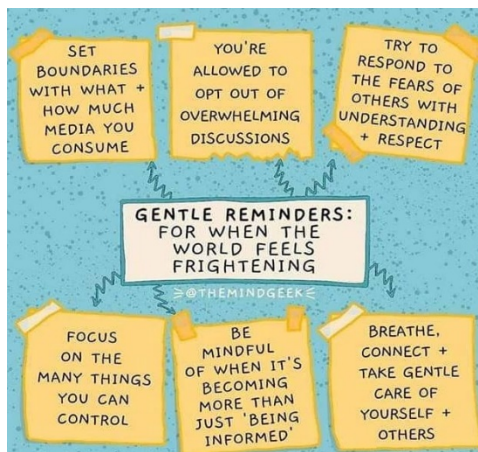 SET
BOUNDARIES
WITH WHAT +
HOW MUCH
MEDIA YOU
CONSUME
YOU'RE
ALLOWED TO
OPT OUT OF
OVERWHELMING
DISCUSSIONS
TRY TO
RESPOND TO
THE FEARS OF
OTHERS WITH
UNDERSTANDING
+ RESPECT
GENTLE REMINDERS:
FOR WHEN THE
WORLD FEELS
FRIGHTENING
@THEMINDGEEK
FOCUS
ON THE
MANY THINGS
YOU CAN
CONTROL
BE
MINDFUL
OF WHEN IT'S
BECOMING
MORE THAN
JUST 'BEING
INFORMED'
BREATHE,
CONNECT +
TAKE GENTLE
CARE OF
YOURSELF +
OTHERS